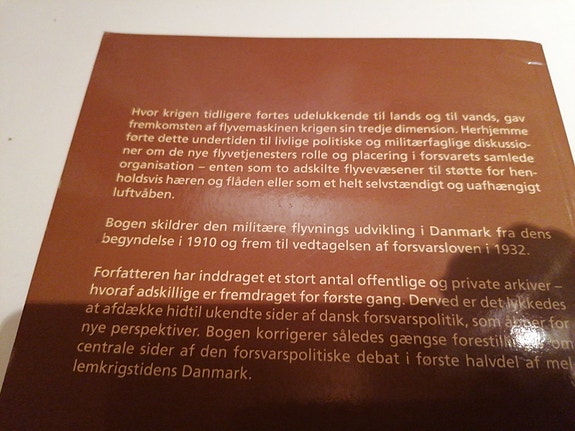 Hvor krigen tidligere førtes udelukkende til lands og til vands, gav
fremkomsten af flyvemaskinen krigen sin tredje dimension. Herhjemme
førte dette undertiden til livlige politiske og militærfaglige diskussio-
ner om de nye flyvetjenesters rolle og placering i forsvarets samlede
organisation – enten som to adskilte flyvevæsener til støtte for hen-
holdsvis hæren og flåden eller som et helt selvstændigt og uafhængigt
luftvåben.
Bogen skildrer den militære flyvnings udvikling i Danmark fra dens
begyndelse i 1910 og frem til vedtagelsen af forsvarsloven i 1932.
Forfatteren har inddraget et stort antal offentlige og private arkiver –
hvoraf adskillige er fremdraget for første gang. Derved er det lykkedes
at afdække hidtil ukendte sider af dansk forsvarspolitik, som åbner for
nye perspektiver. Bogen korrigerer således gængse forestillinger om
centrale sider af den forsvarspolitiske debat i første halvdel af mel
lemkrigstidens Danmark.